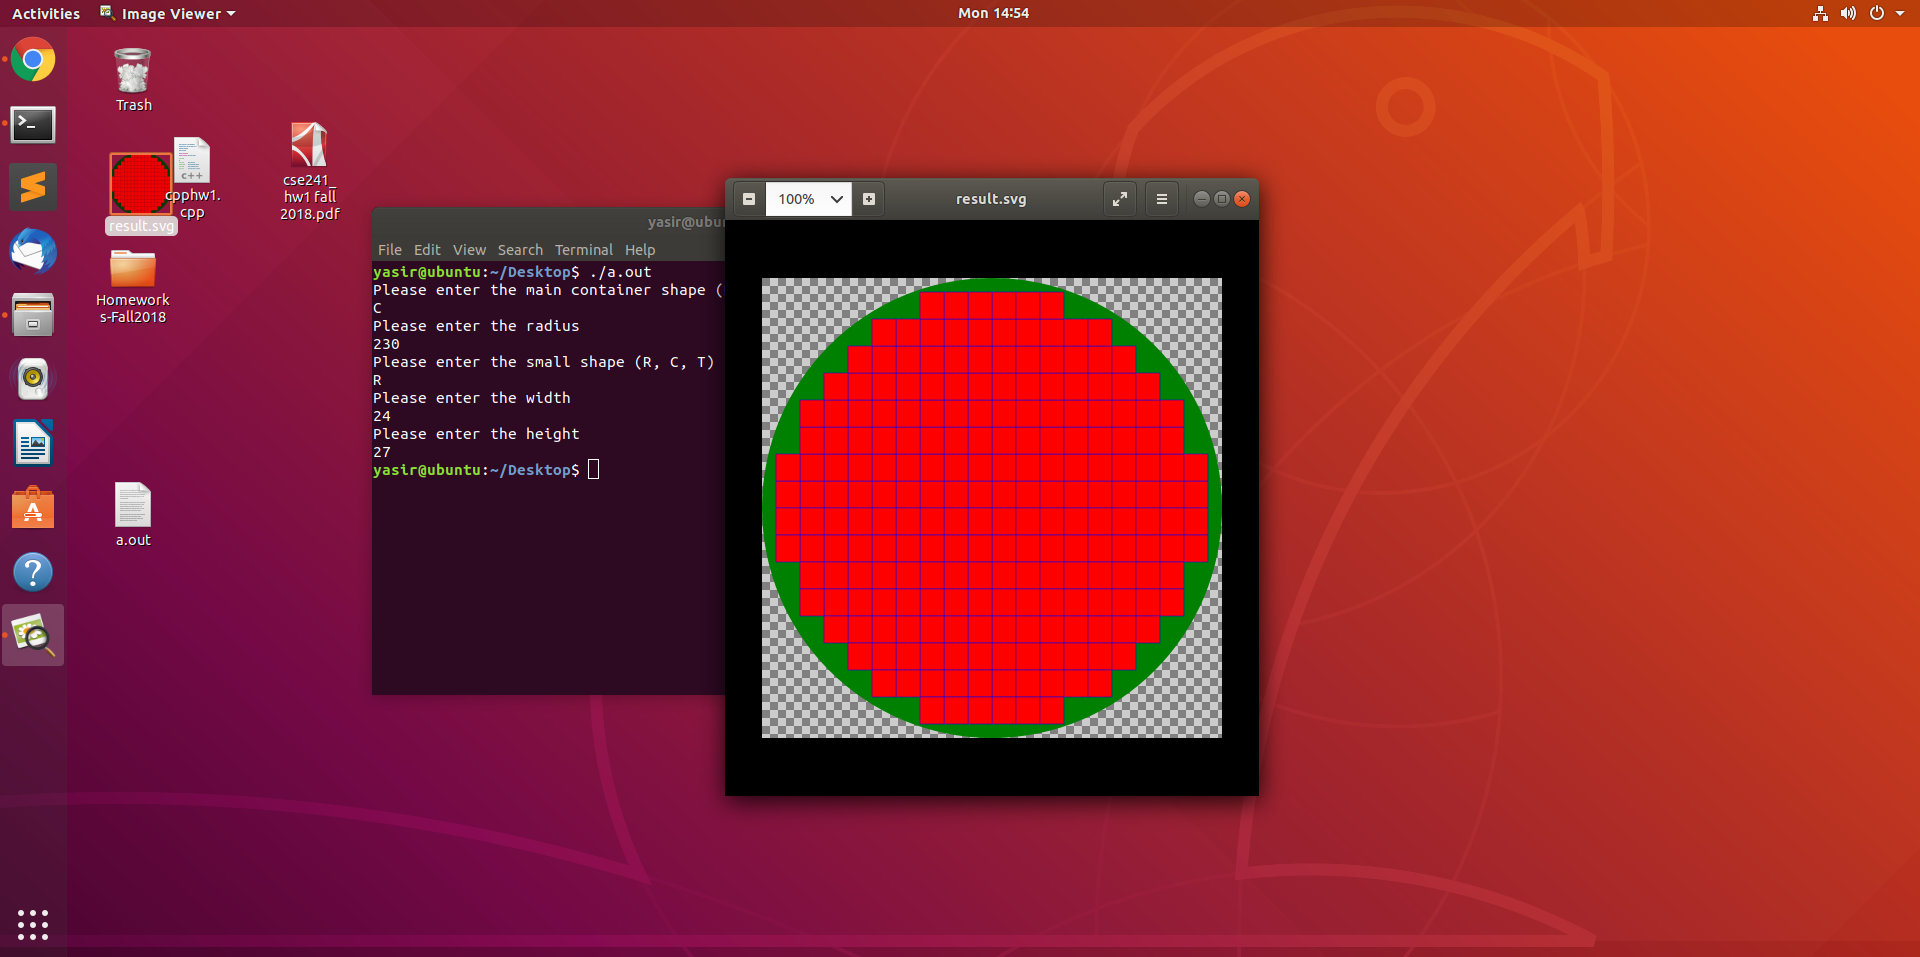 Activities
Image Viewer
Mon 14:54
Trash
result.svg
cpphw1.
cpp
c++
cse241_
hw1 fall
2018.pdf
Homework
s-Fall2018
a.out
yasir@ubu
File Edit View Search Terminal Help
yasir@ubuntu:~/Desktop$ ./a.out
Please enter the main container shape (
C
Please enter the radius
230
Please enter the small shape (R, C, T)
R
Please enter the width
24
Please enter the height
27
yasir@ubuntu:~/Desktop$
100%
result.svg